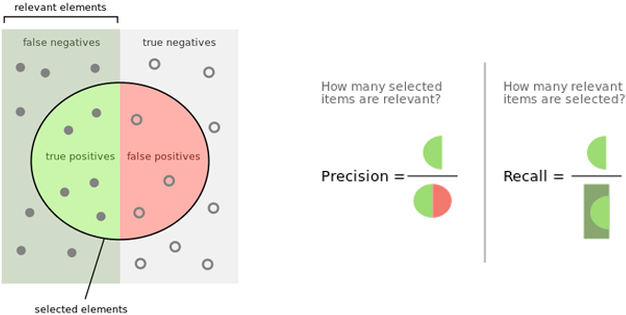 relevant elements
false negatives
true negatives
true positives
false positives
selected elements
How many selected
items are relevant?
Precision =
How many relevant
items are selected?
Recall =